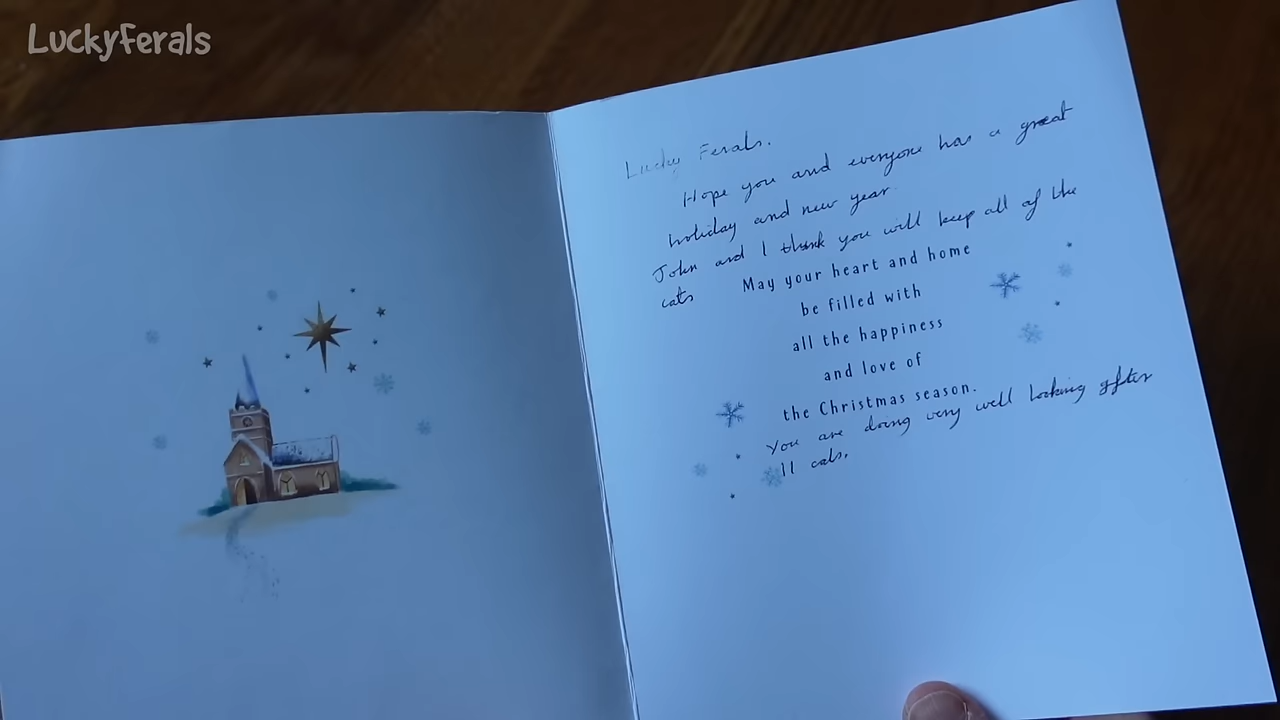 LuckyFerals
Lucky Ferals.
Hope you and everyone has a great
holiday and new year.
John and I think you will keep all of the
cats
May your heart and home
be filled with
all the happiness
and love of
the Christmas season.
You are doing very well looking after
11 cats.